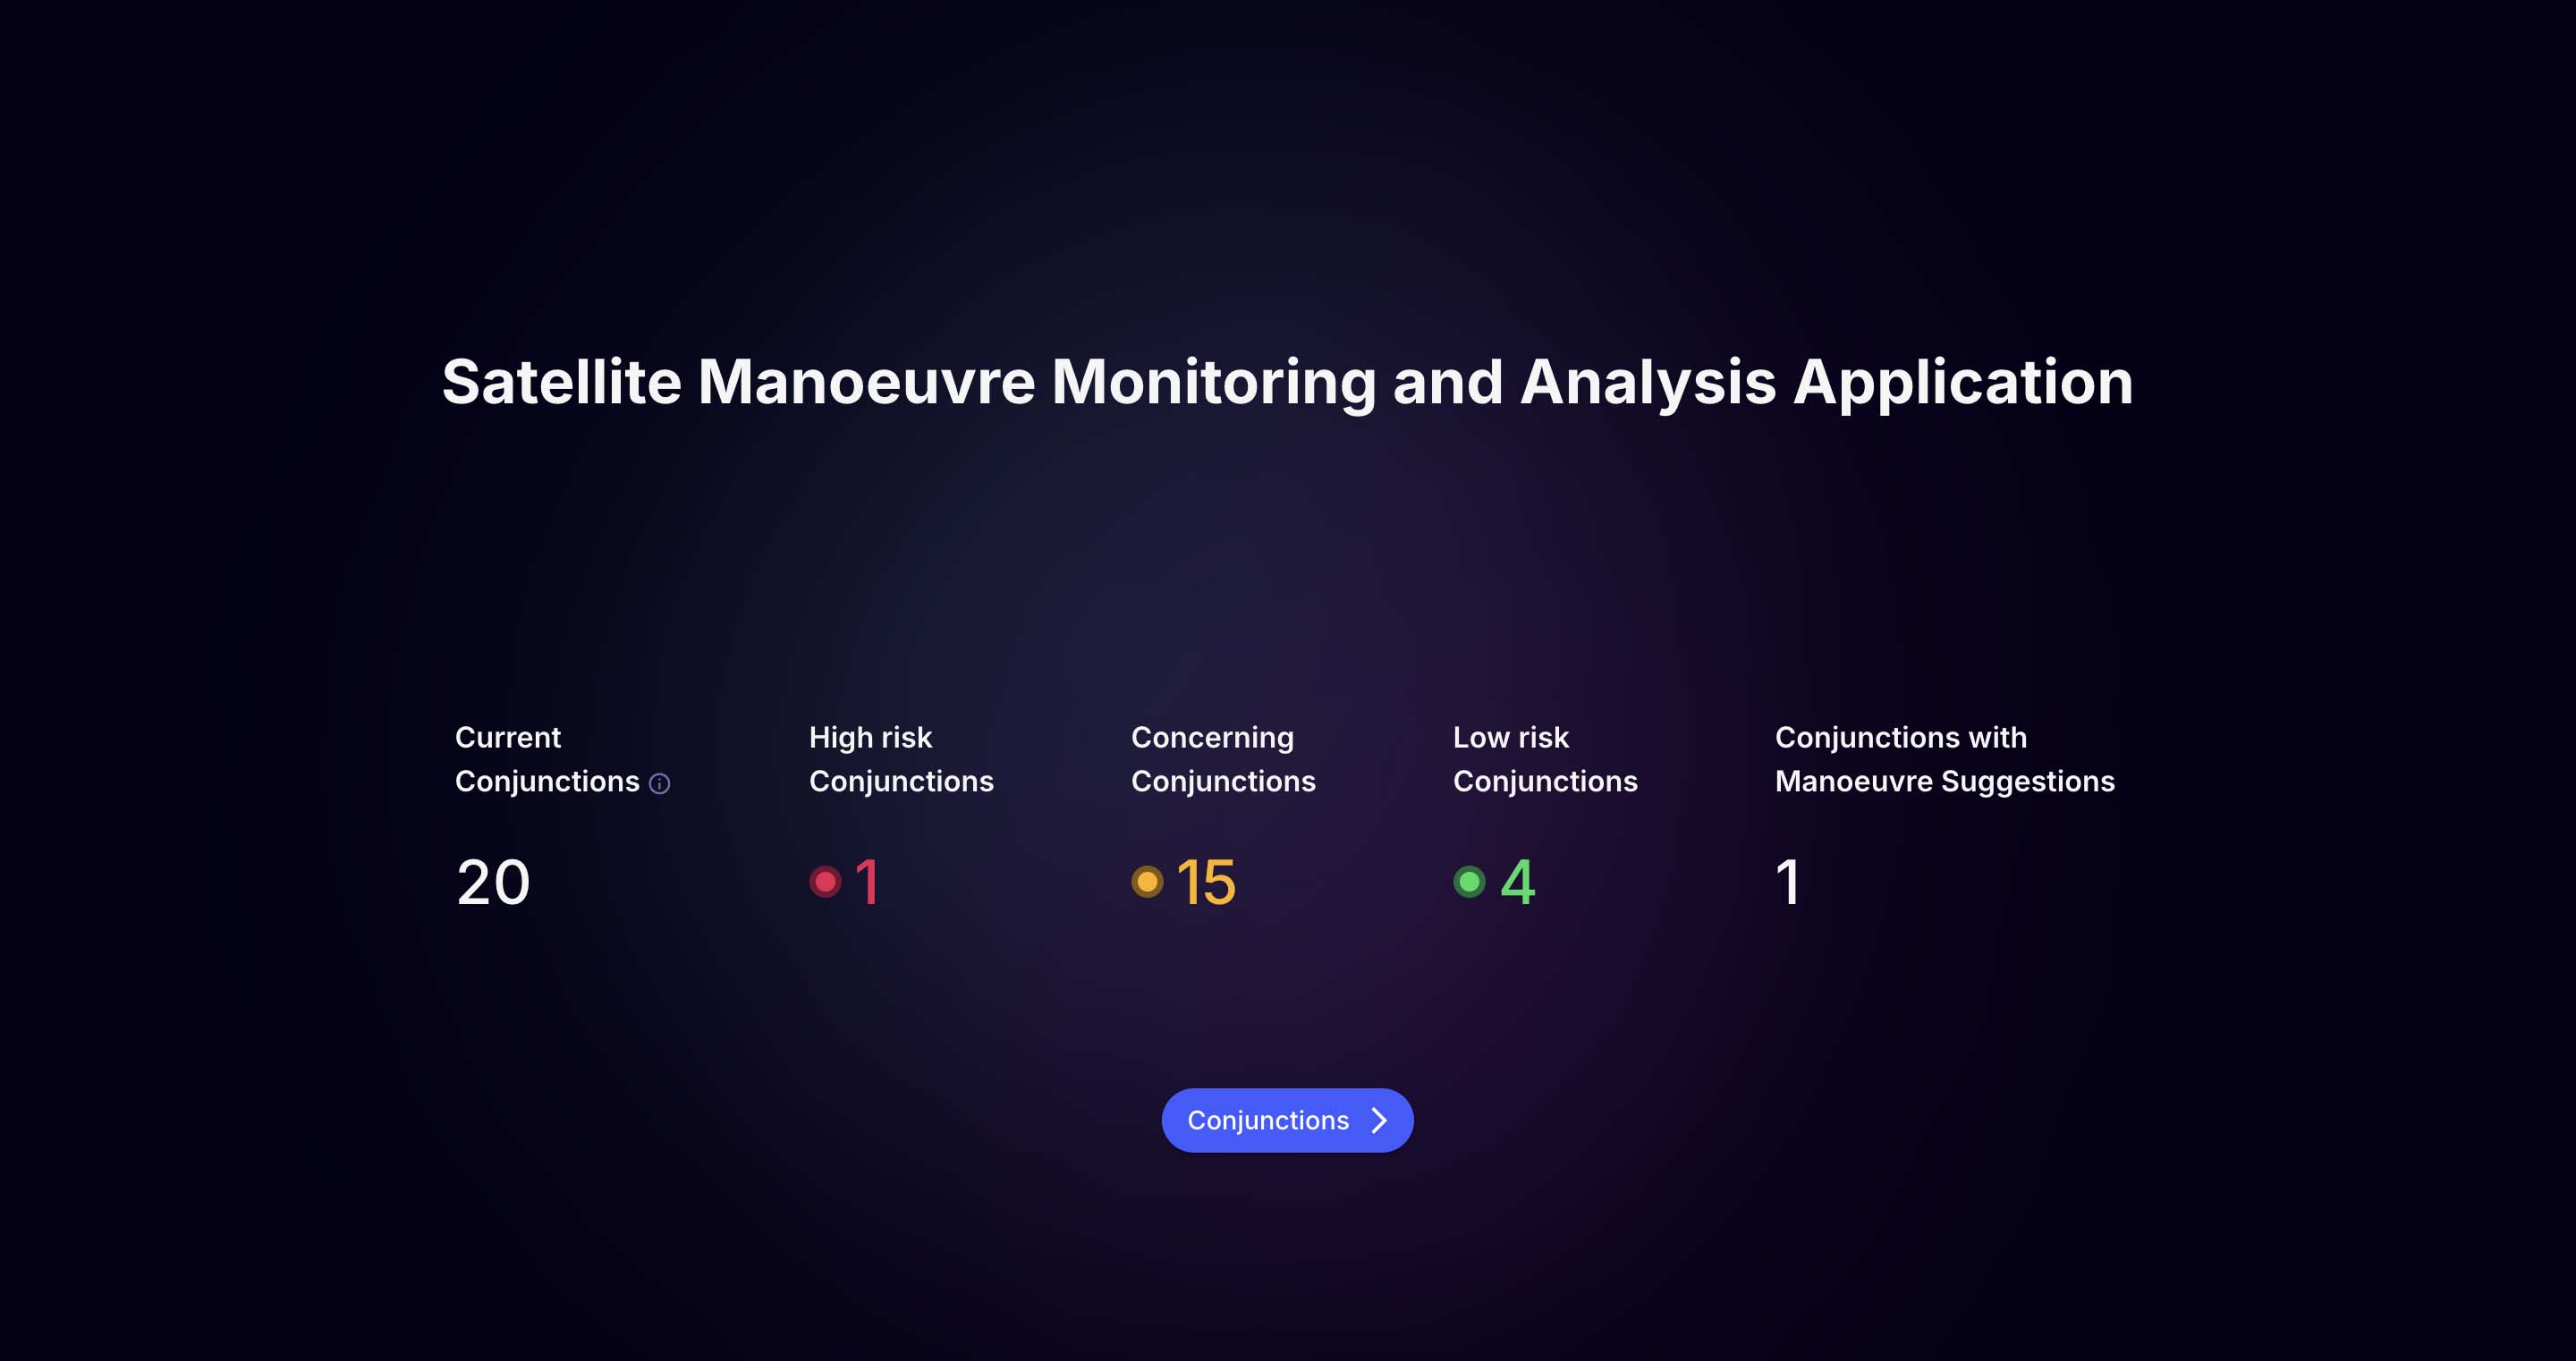 Satellite Manoeuvre Monitoring and Analysis Application
Current
Conjunctions
20
High risk
Conjunctions
1
Concerning
Conjunctions
15
Low risk
Conjunctions
4
Conjunctions with
Manoeuvre Suggestions
1
Conjunctions